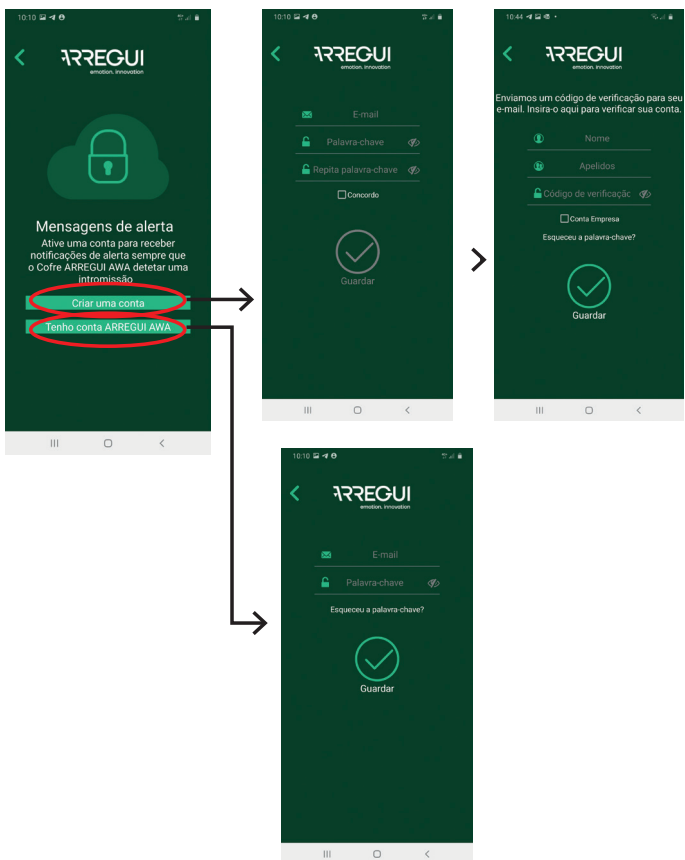 10:10
ARREGUI
emotion. innovation
Mensagens de alerta
Ative uma conta para receber
notificações de alerta sempre que
o Cofre ARREGUI AWA detetar uma
intromissão
Criar uma conta
Tenho conta ARREGUI AWA
10:10
ARREGUI
emotion. innovation
E-mail
Palavra-chave
Repita palavra-chave
Concordo
Guardar
10:44
ARREGUI
emotion. innovation
Enviamos um código de verificação para seu
e-mail. Insira-o aqui para verificar sua conta.
Nome
Apelidos
Código de verificaçãc
Conta Empresa
Esqueceu a palavra-chave?
Guardar
10:10
ARREGUI
emotion. innovation
E-mail
Palavra-chave
Esqueceu a palavra-chave?
Guardar